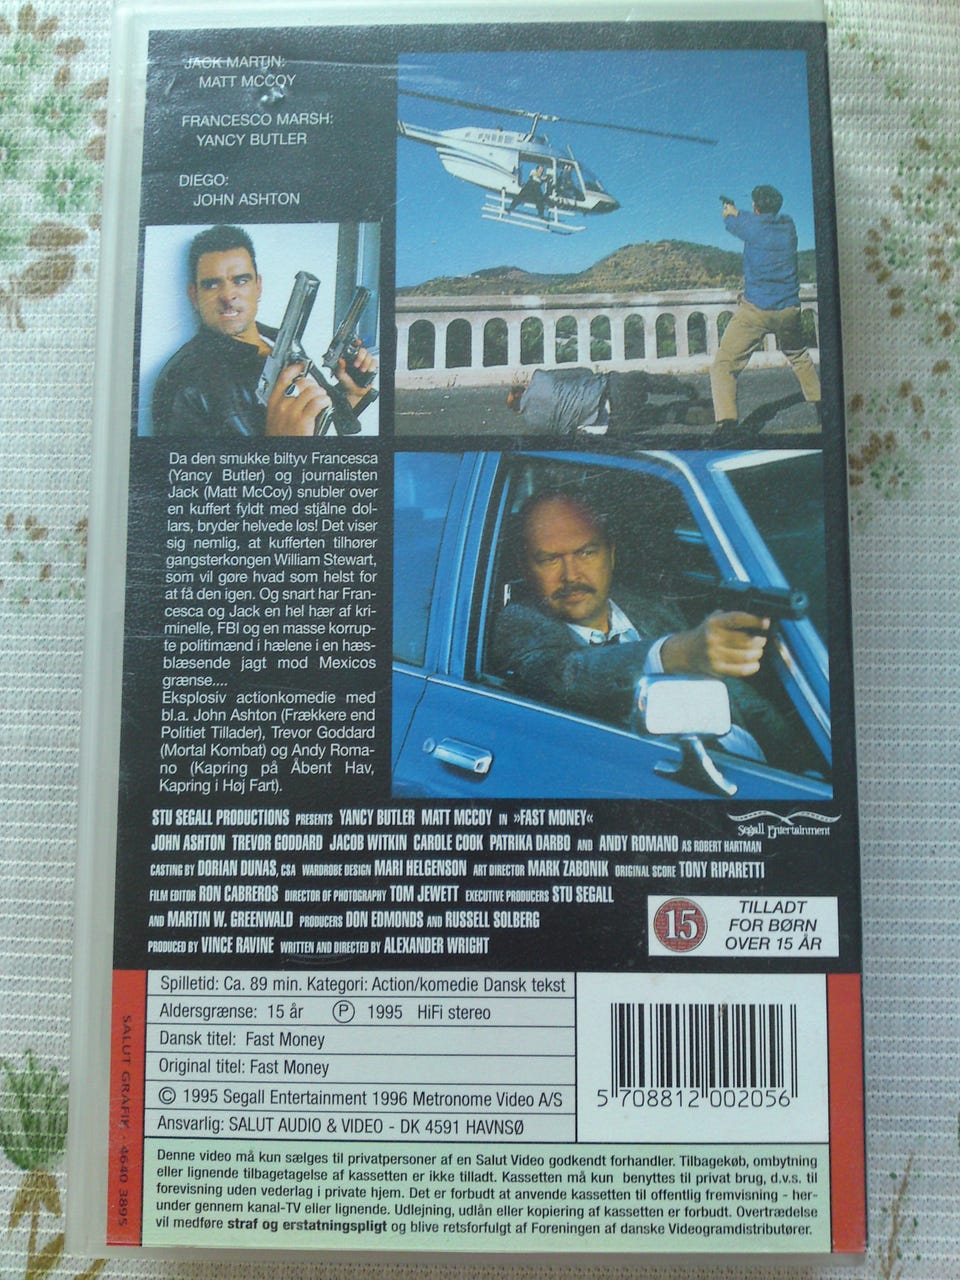 JACK MARTIN:
MATT MCCOY
FRANCESCO MARSH:
YANCY BUTLER
DIEGO:
JOHN ASHTON
Da den smukke biltyv Francesca
(Yancy Butler) og journalisten
Jack (Matt McCoy) snubler over
en kuffert fyldt med stjålne dol-
lars, bryder helvede løs! Det viser
sig nemlig, at kufferten tilhører
gangsterkongen William Stewart,
som vil gøre hvad som helst for
at få den igen. Og snart har Fran-
cesca og Jack en hel hær af kri-
minelle, FBI og en masse korrup-
te politimænd i hælene i en hæs-
blæsende jagt mod Mexicos
grænse....
Eksplosiv actionkomedie med
bl.a. John Ashton (Frækkere end
Politiet Tillader), Trevor Goddard
(Mortal Kombat) og Andy Roma-
no (Kapring på Åbent Hav,
Kapring i Høj Fart).
STU SEGALL PRODUCTIONS PRESENTS YANCY BUTLER MATT MCCOY IN »FAST MONEY«
Segall Entertainment
JOHN ASHTON TREVOR GODDARD JACOB WITKIN CAROLE COOK PATRIKA DARBO AND ANDY ROMANO AS ROBERT HARTMAN
CASTING BY DORIAN DUNAS, CSA WARDROBE DESIGN MARI HELGENSON ART DIRECTOR MARK ZABONIK ORIGINAL SCORE TONY RIPARETTI
FILM EDITOR RON CABREROS DIRECTOR OF PHOTOGRAPHY TOM JEWETT EXECUTIVE PRODUCERS STU SEGALL
AND MARTIN W. GREENWALD PRODUCERS DON EDMONDS AND RUSSELL SOLBERG
PRODUCED BY VINCE RAVINE WRITTEN AND DIRECTED BY ALEXANDER WRIGHT
15
TILLADT
FOR BØRN
OVER 15 ÅR
Spilletid: Ca. 89 min. Kategori: Action/komedie Dansk tekst
Aldersgrænse: 15 år Ⓟ 1995 HiFi stereo
Dansk titel: Fast Money
Original titel: Fast Money
© 1995 Segall Entertainment 1996 Metronome Video A/S
Ansvarlig: SALUT AUDIO & VIDEO - DK 4591 HAVNSØ
5 708812 002056
SALUT GRAFIK - 4640 3895
Denne video må kun sælges til privatpersoner af en Salut Video godkendt forhandler. Tilbagekøb, ombytning
eller lignende tilbagetagelse af kassetten er ikke tilladt. Kassetten må kun benyttes til privat brug, d.v.s. til
forevisning uden vederlag i private hjem. Det er forbudt at anvende kassetten til offentlig fremvisning - her-
under gennem kanal-TV eller lignende. Udlejning, udlån eller kopiering af kassetten er forbudt. Overtrædelse
vil medføre straf og erstatningspligt og blive retsforfulgt af Foreningen af danske Videogramdistributører.